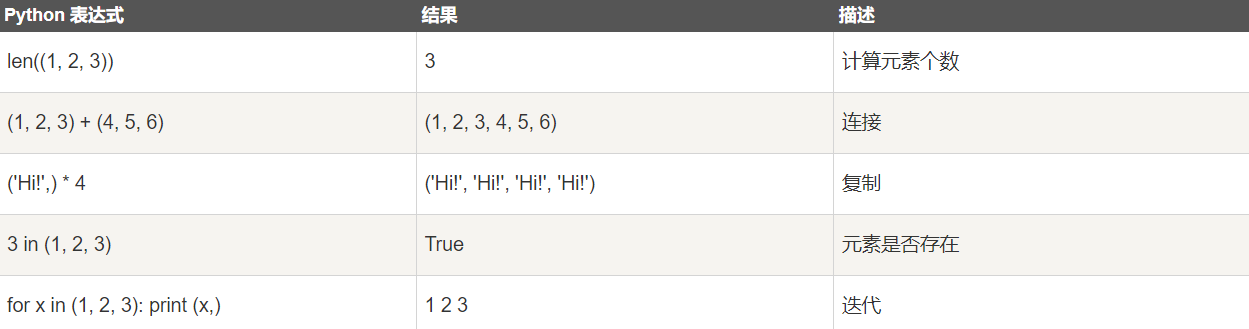 Python 表达式 结果 描述
len((1, 2, 3)) 3 计算元素个数
(1, 2, 3) + (4, 5, 6) (1, 2, 3, 4, 5, 6) 连接
('Hi!',) * 4 ('Hi!', 'Hi!', 'Hi!', 'Hi!') 复制
3 in (1, 2, 3) True 元素是否存在
for x in (1, 2, 3): print (x,) 1 2 3 迭代